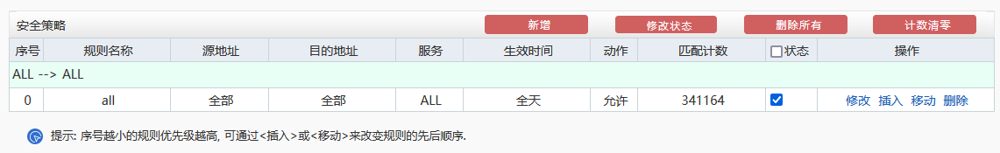 安全策略 新增 修改状态 删除所有 计数清零
序号 规则名称 源地址 目的地址 服务 生效时间 动作 匹配计数 状态 操作
ALL --> ALL
0 all 全部 全部 ALL 全天 允许 341164 修改 插入 移动 删除
提示: 序号越小的规则优先级越高, 可通过<插入>或<移动>来改变规则的先后顺序.